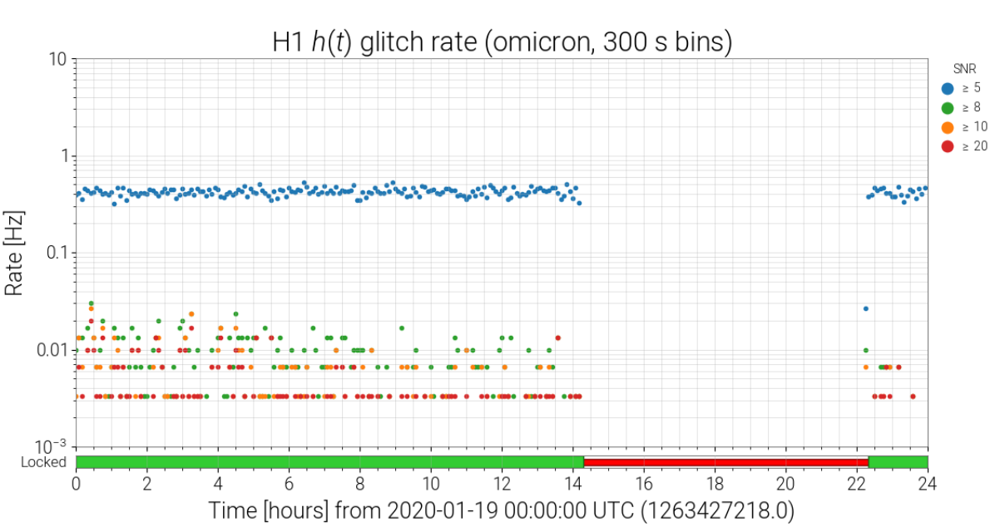 H1 h(t) glitch rate (omicron, 300 s bins)
SNR
≥ 5
≥ 8
≥ 10
≥ 20
Rate [Hz]
10
1
0.1
0.01
10⁻³
Locked
0 2 4 6 8 10 12 14 16 18 20 22 24
Time [hours] from 2020-01-19 00:00:00 UTC (1263427218.0)